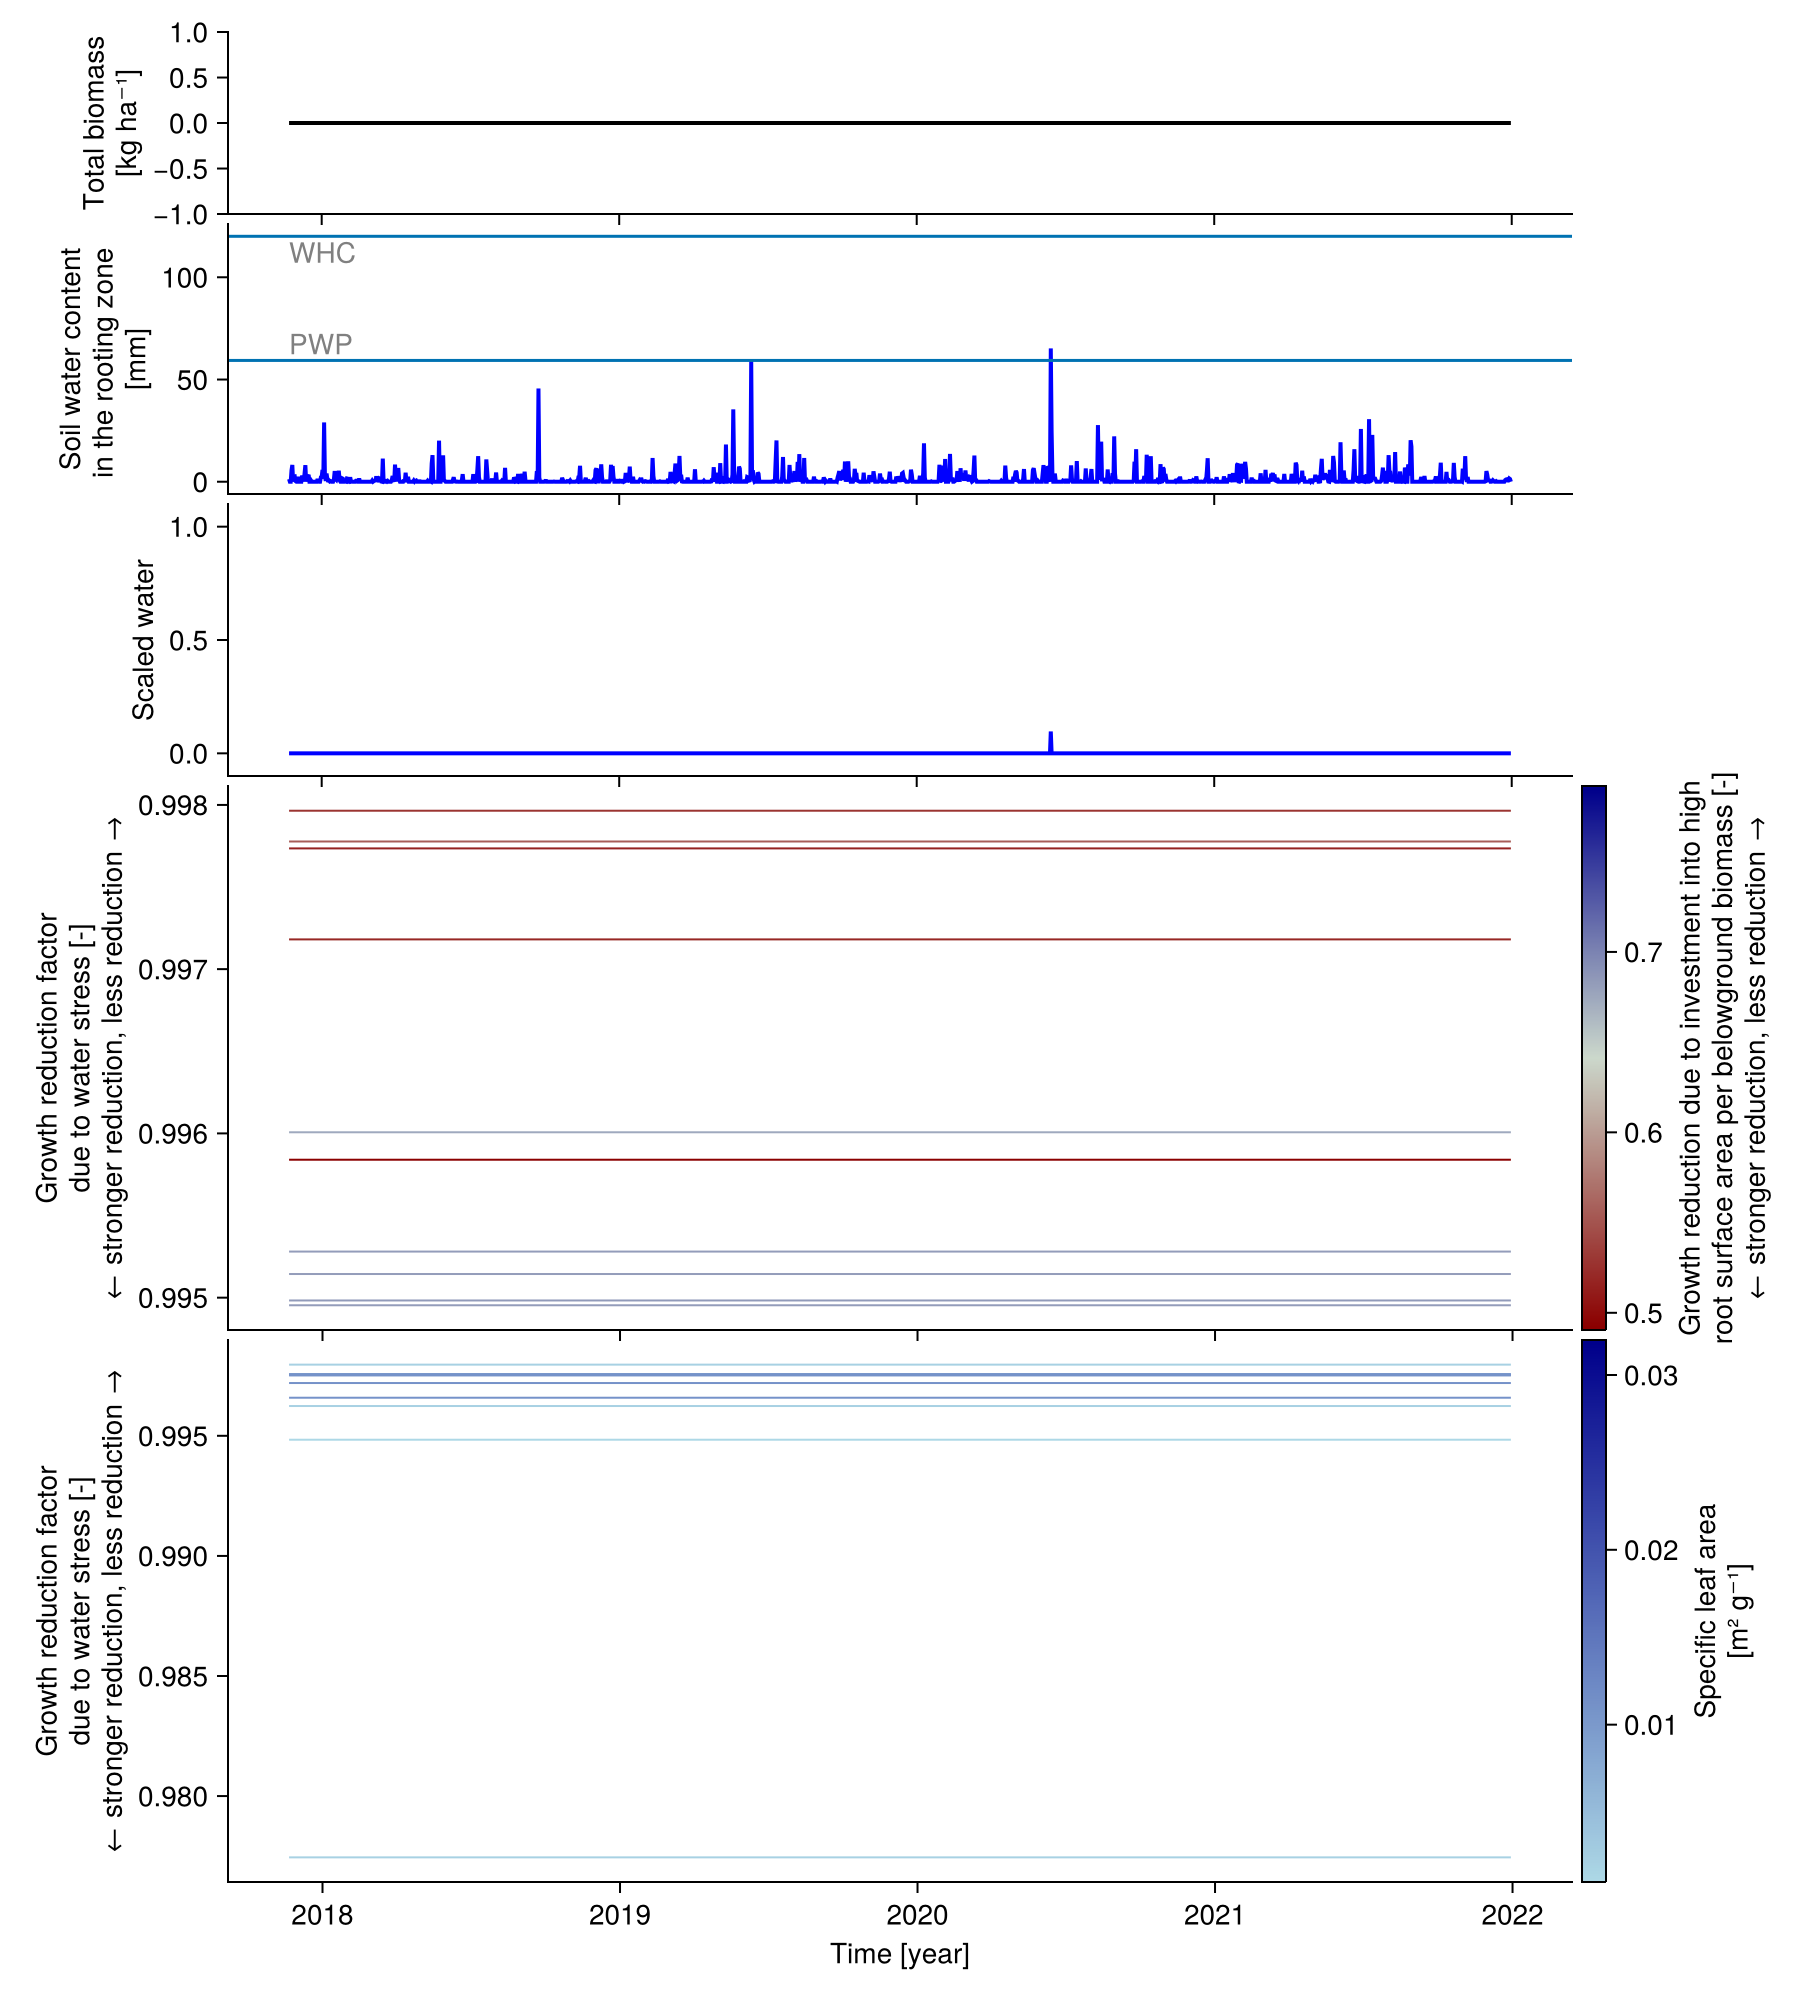 Total biomass
[kg ha⁻¹]
1.0
0.5
0.0
−0.5
−1.0
Soil water content
in the rooting zone
[mm]
100
50
0
WHC
PWP
Scaled water
1.0
0.5
0.0
Growth reduction factor
due to water stress [-]
← stronger reduction, less reduction →
0.998
0.997
0.996
0.995
0.7
0.6
0.5
Growth reduction due to investment into high
root surface area per belowground biomass [-]
← stronger reduction, less reduction →
Growth reduction factor
due to water stress [-]
← stronger reduction, less reduction →
0.995
0.990
0.985
0.980
0.03
0.02
0.01
Specific leaf area
[m² g⁻¹]
2018
2019
2020
2021
2022
Time [year]